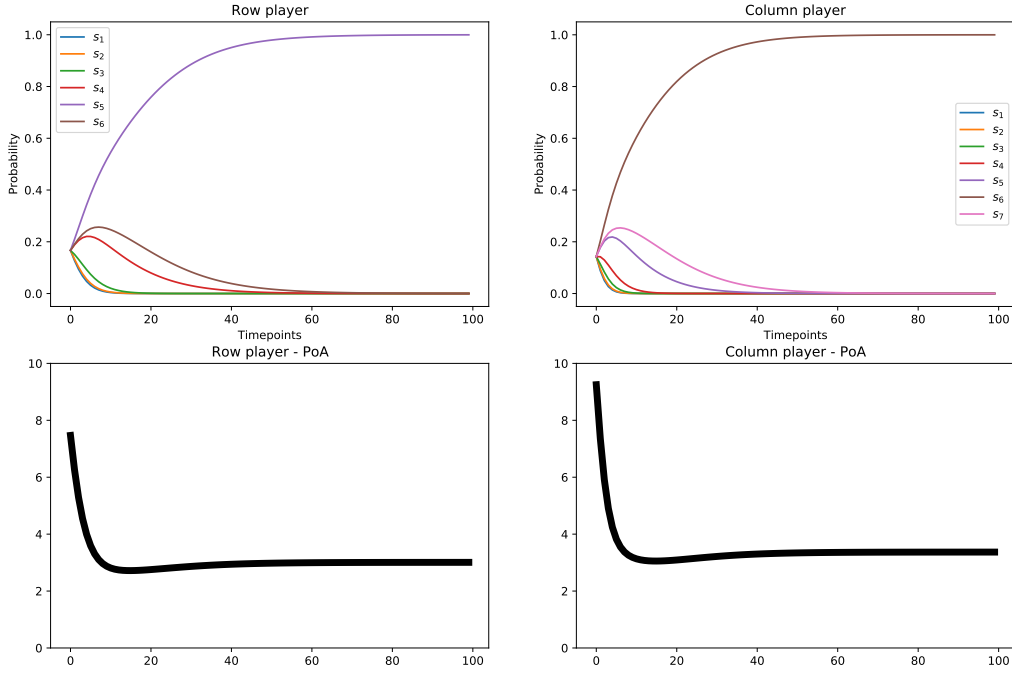 Row player
Probability
1.0
0.8
0.6
0.4
0.2
0.0
s1
s2
s3
s4
s5
s6
0 20 40 60 80 100
Timepoints
Column player
Probability
1.0
0.8
0.6
0.4
0.2
0.0
s1
s2
s3
s4
s5
s6
s7
0 20 40 60 80 100
Timepoints
Row player - PoA
10
8
6
4
2
0
0 20 40 60 80 100
Column player - PoA
10
8
6
4
2
0
0 20 40 60 80 100